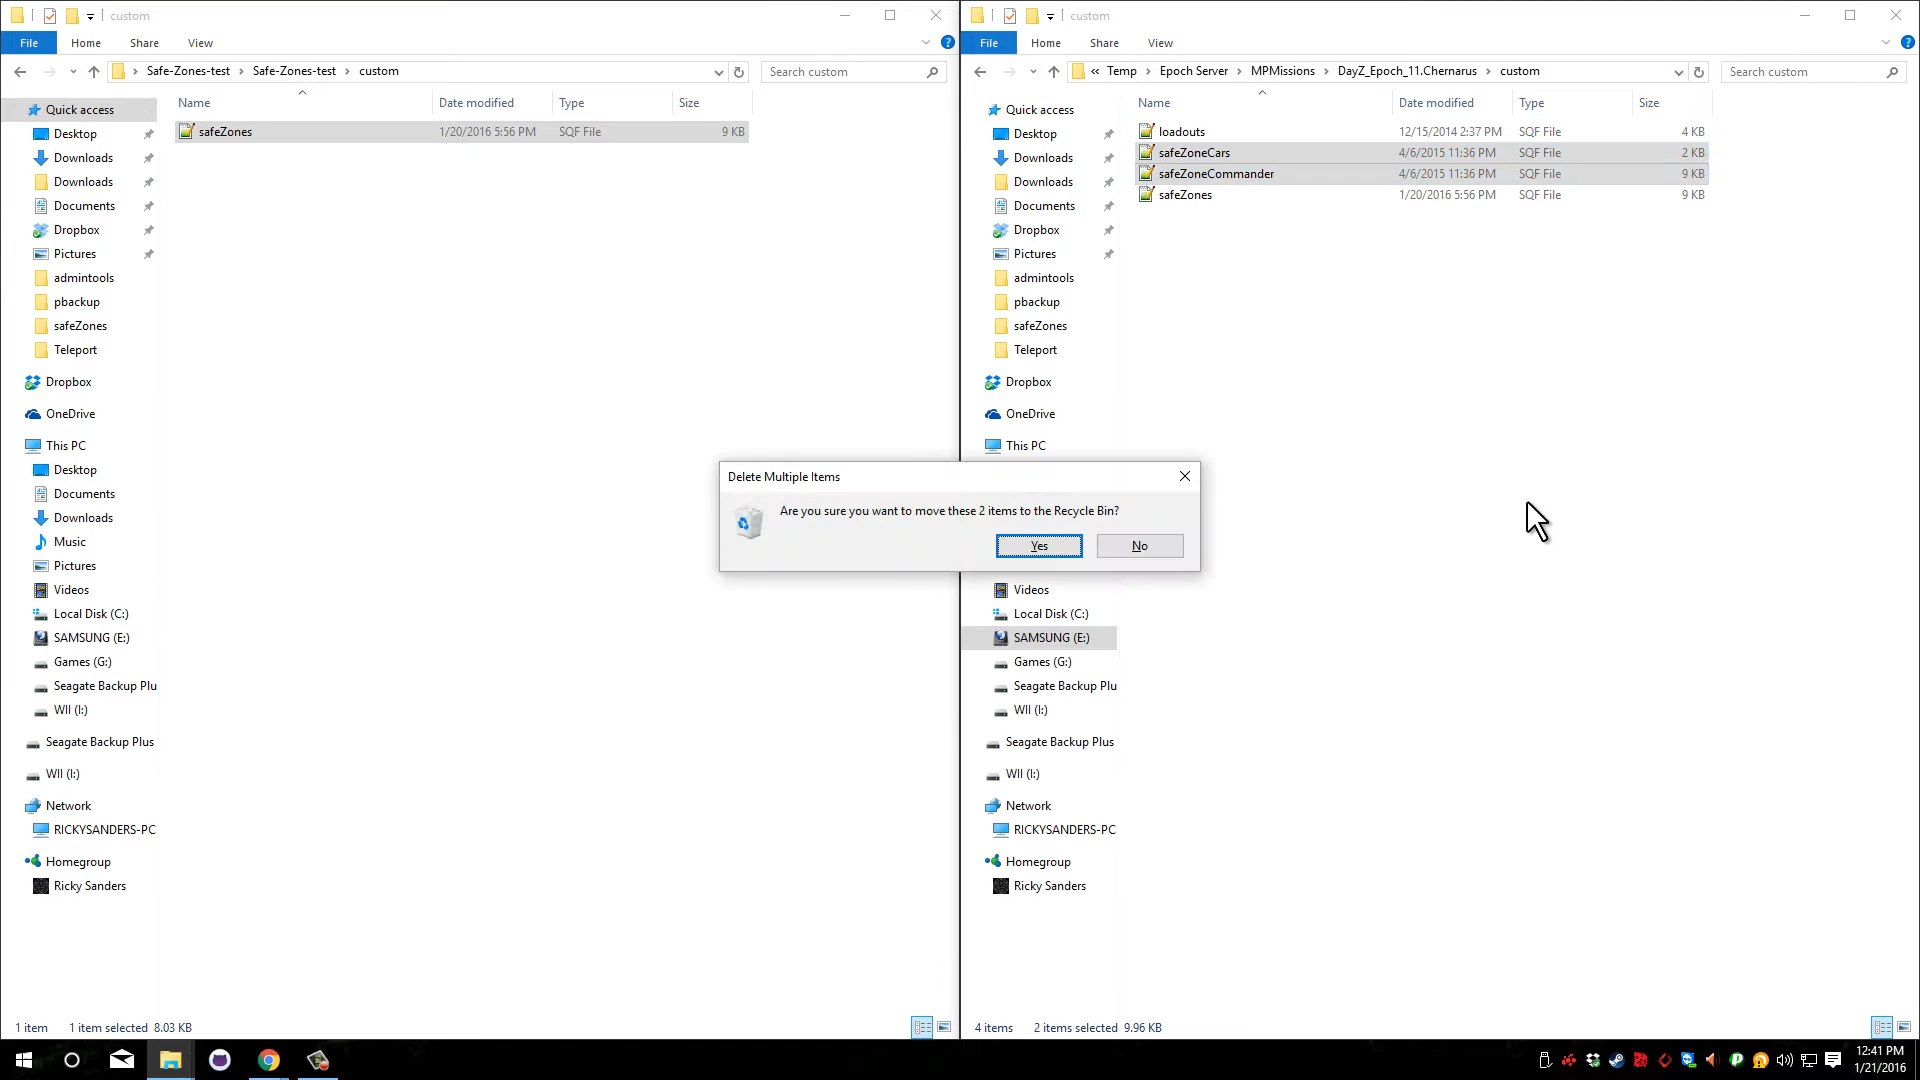 custom
File Home Share View
Safe-Zones-test Safe-Zones-test custom Search custom
Name Date modified Type Size
safeZones 1/20/2016 5:56 PM SQF File 9 KB
Quick access
Desktop
Downloads
Downloads
Documents
Dropbox
Pictures
admintools
pbackup
safeZones
Teleport
Dropbox
OneDrive
This PC
Desktop
Documents
Downloads
Music
Pictures
Videos
Local Disk (C:)
SAMSUNG (E:)
Games (G:)
Seagate Backup Plu
WII (I:)
Seagate Backup Plus
WII (I:)
Network
RICKYSANDERS-PC
Homegroup
Ricky Sanders
1 item 1 item selected 8.03 KB
custom
File Home Share View
« Temp Epoch Server MPMissions DayZ_Epoch_11.Chernarus custom Search custom
Name Date modified Type Size
loadouts 12/15/2014 2:37 PM SQF File 4 KB
safeZoneCars 4/6/2015 11:36 PM SQF File 2 KB
safeZoneCommander 4/6/2015 11:36 PM SQF File 9 KB
safeZones 1/20/2016 5:56 PM SQF File 9 KB
Quick access
Desktop
Downloads
Downloads
Documents
Dropbox
Pictures
admintools
pbackup
safeZones
Teleport
Dropbox
OneDrive
This PC
Videos
Local Disk (C:)
SAMSUNG (E:)
Games (G:)
Seagate Backup Plu
WII (I:)
Seagate Backup Plus
WII (I:)
Network
RICKYSANDERS-PC
Homegroup
Ricky Sanders
4 items 2 items selected 9.96 KB
Delete Multiple Items
Are you sure you want to move these 2 items to the Recycle Bin?
Yes No
12:41 PM
1/21/2016